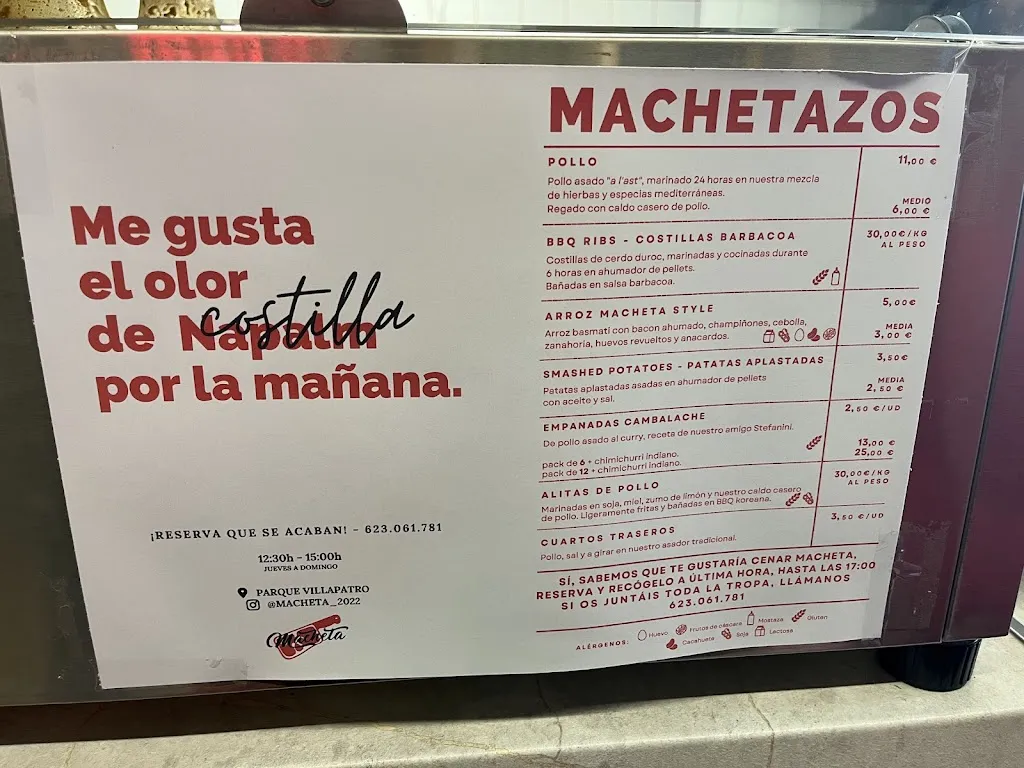 Me gusta
el olor
de Napalm
costilla
por la mañana.
¡RESERVA QUE SE ACABAN! - 623.061.781
12:30h - 15:00h
JUEVES A DOMINGO
PARQUE VILLAPATRO
@MACHETA_2022
Macheta
MACHETAZOS
POLLO 11,00 €
Pollo asado "a l'ast", marinado 24 horas en nuestra mezcla
de hierbas y especias mediterráneas.
Regado con caldo casero de pollo.
MEDIO
6,00 €
BBQ RIBS - COSTILLAS BARBACOA 30,00€/KG
AL PESO
Costillas de cerdo duroc, marinadas y cocinadas durante
6 horas en ahumador de pellets.
Bañadas en salsa barbacoa.
ARROZ MACHETA STYLE 5,00€
Arroz basmati con bacon ahumado, champiñones, cebolla,
zanahoria, huevos revueltos y anacardos.
MEDIA
3,00 €
SMASHED POTATOES - PATATAS APLASTADAS 3,50€
Patatas aplastadas asadas en ahumador de pellets
con aceite y sal.
MEDIA
2,50 €
EMPANADAS CAMBALACHE 2,50 €/UD
De pollo asado al curry, receta de nuestro amigo Stefanini.
pack de 6 + chimichurri indiano. 13,00 €
pack de 12 + chimichurri indiano. 25,00 €
ALITAS DE POLLO 30,00€/KG
AL PESO
Marinadas en soja, miel, zumo de limón y nuestro caldo casero
de pollo. Ligeramente fritas y bañadas en BBQ koreana.
CUARTOS TRASEROS 3,50 €/UD
Pollo, sal y a girar en nuestro asador tradicional.
SÍ, SABEMOS QUE TE GUSTARÍA CENAR MACHETA,
RESERVA Y RECÓGELO A ÚLTIMA HORA, HASTA LAS 17:00
SI OS JUNTÁIS TODA LA TROPA, LLÁMANOS
623.061.781
ALÉRGENOS: Huevo Frutos de cáscara Mostaza Gluten
Cacahuete Soja Lactosa